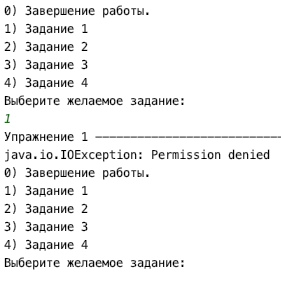 0) Завершение работы.
1) Задание 1
2) Задание 2
3) Задание 3
4) Задание 4
Выберите желаемое задание:
1
Упражнение 1 ---------------------------
java.io.IOException: Permission denied
0) Завершение работы.
1) Задание 1
2) Задание 2
3) Задание 3
4) Задание 4
Выберите желаемое задание: